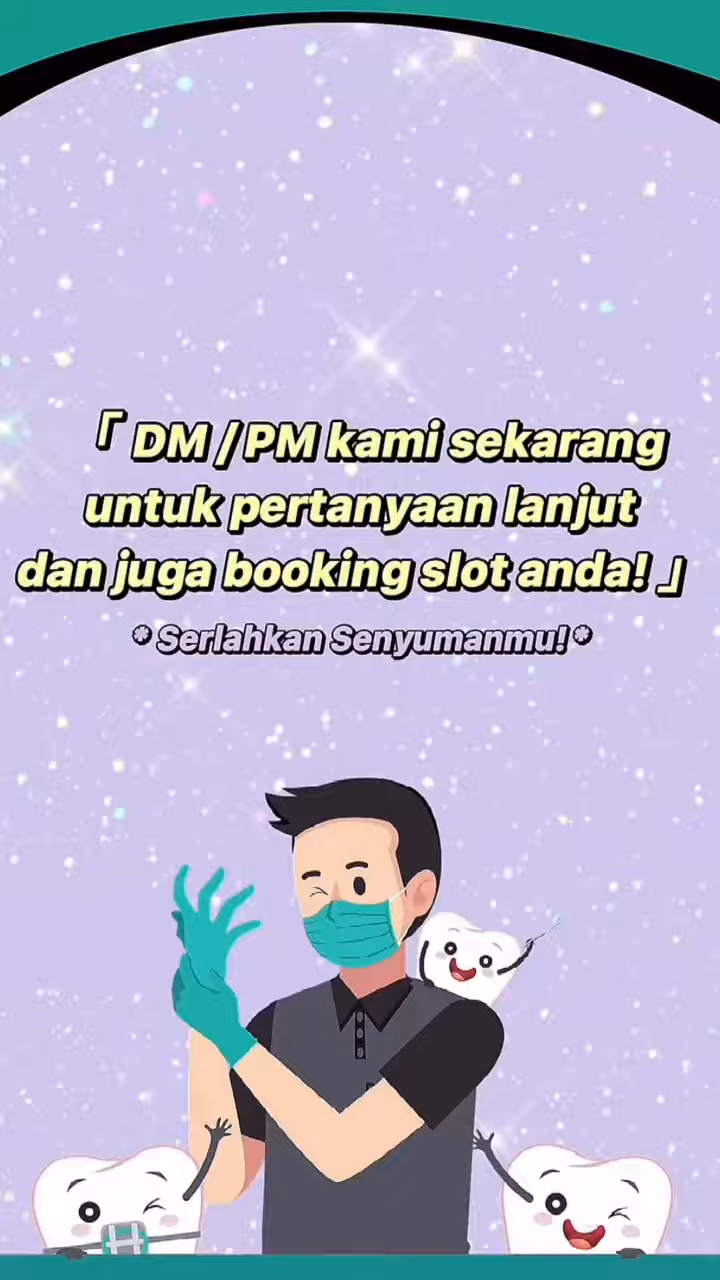 「 DM / PM kami sekarang
untuk pertanyaan lanjut
dan juga booking slot anda! 」
* Serlahkan Senyumanmu! *